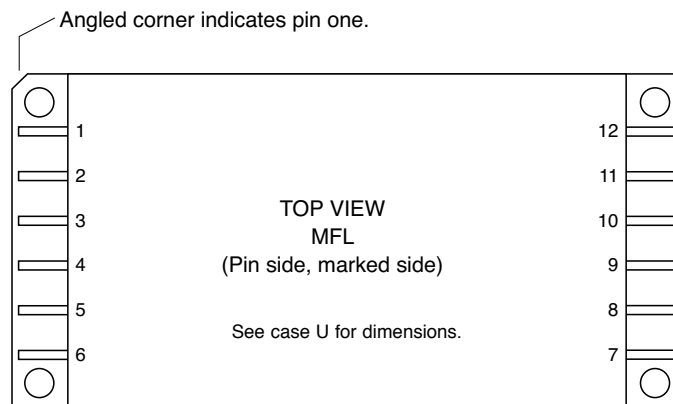 Angled corner indicates pin one.
1
12
2
11
3
TOP VIEW
10
MFL
4
(Pin side, marked side)
9
5
8
See case U for dimensions.
6
7